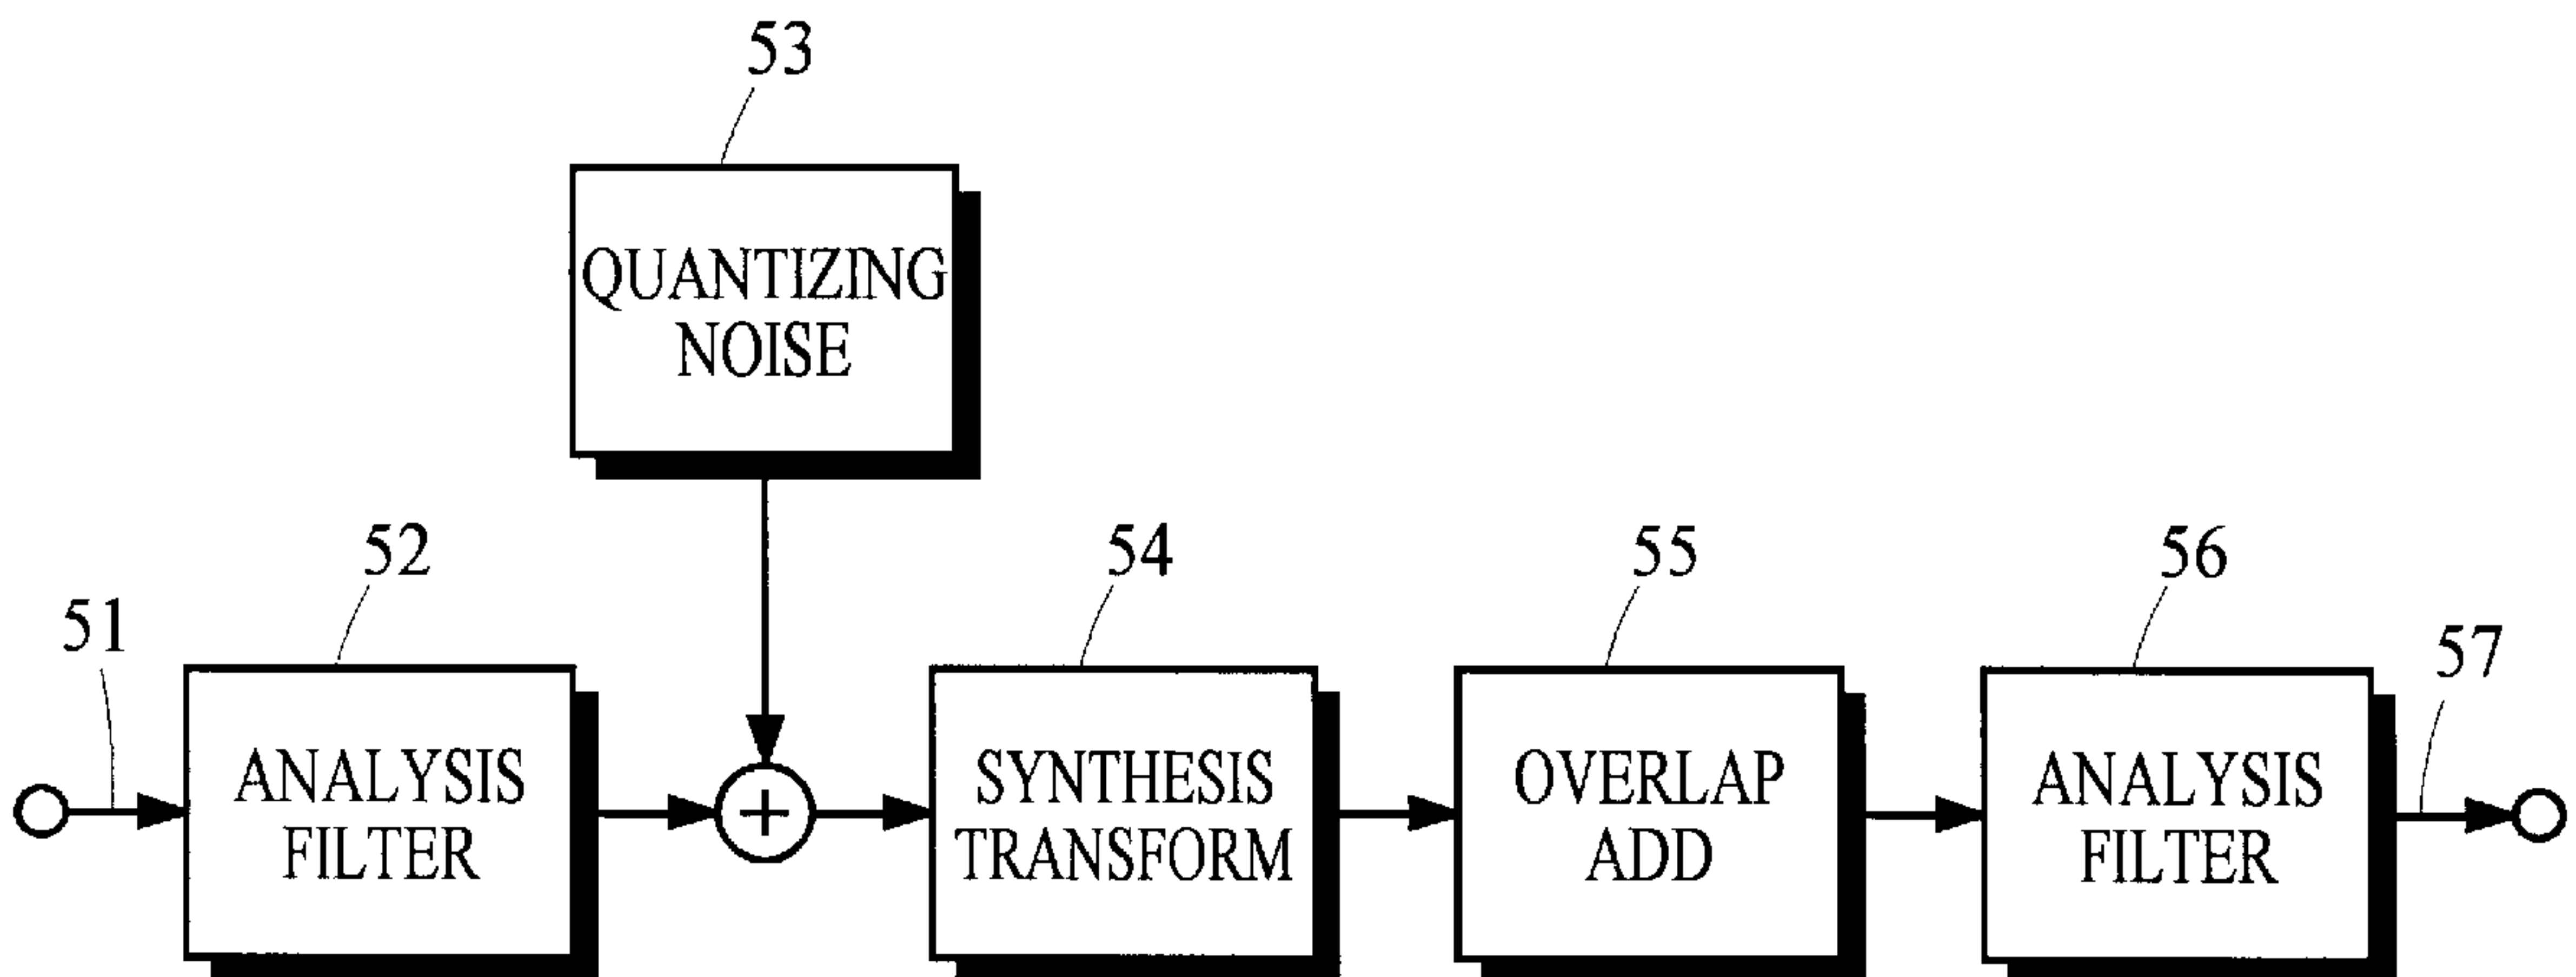 53
QUANTIZING
NOISE
52
54
55
56
51
57
ANALYSIS
FILTER
+
SYNTHESIS
TRANSFORM
OVERLAP
ADD
ANALYSIS
FILTER